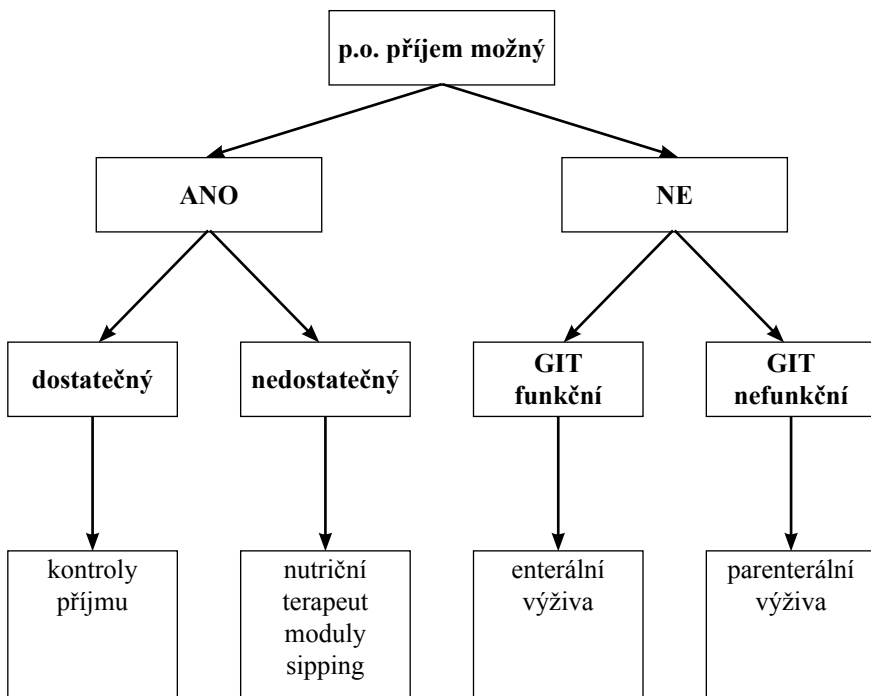 p.o. příjem možný
ANO
NE
dostatečný
nedostatečný
GIT
funkční
GIT
nefunkční
kontroly
příjmu
nutriční
terapeut
moduly
sipping
enterální
výživa
parenterální
výživa